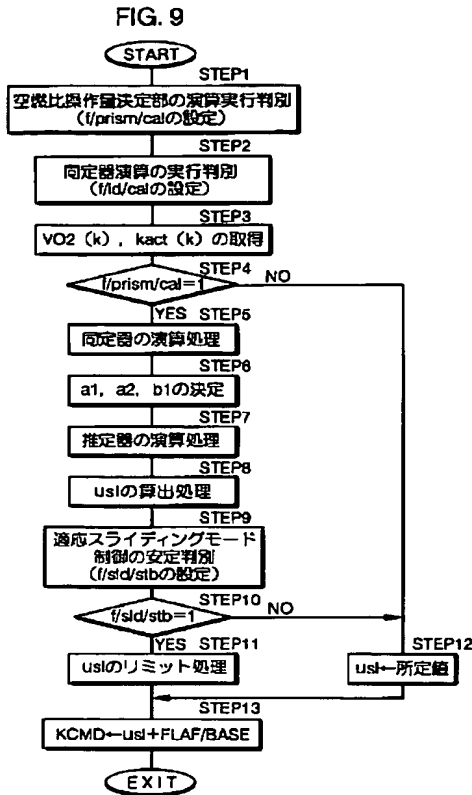 FIG. 9
START
STEP1
空燃比操作量決定部の演算実行判別
(f/prism/calの設定)
STEP2
同定器演算の実行判別
(f/id/calの設定)
STEP3
VO2 (k) , kact (k) の取得
STEP4
f/prism/cal=1
NO
YES
STEP5
同定器の演算処理
STEP6
a1, a2, b1の決定
STEP7
推定器の演算処理
STEP8
uslの算出処理
STEP9
適応スライディングモード
制御の安定判別
(f/sld/stbの設定)
STEP10
f/sld/stb=1
NO
YES
STEP11
uslのリミット処理
STEP12
usl←所定値
STEP13
KCMD←usl+FLAF/BASE
EXIT